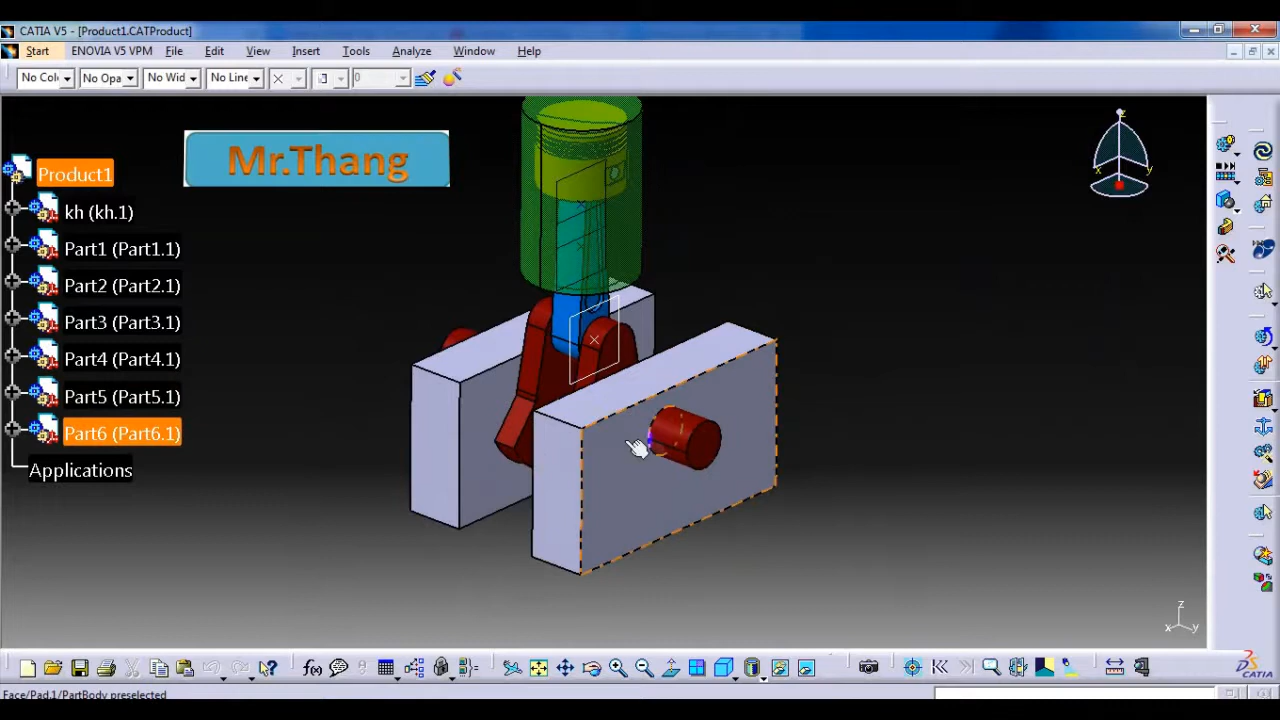 CATIA V5 - [Product1.CATProduct]
Start ENOVIA V5 VPM File Edit View Insert Tools Analyze Window Help
No Col No Opa No Wid No Line 0
Mr.Thang
Product1
kh (kh.1)
Part1 (Part1.1)
Part2 (Part2.1)
Part3 (Part3.1)
Part4 (Part4.1)
Part5 (Part5.1)
Part6 (Part6.1)
Applications
z
x y
z
x y
f(x)
CATIA
Face/Pad.1/PartBody preselected